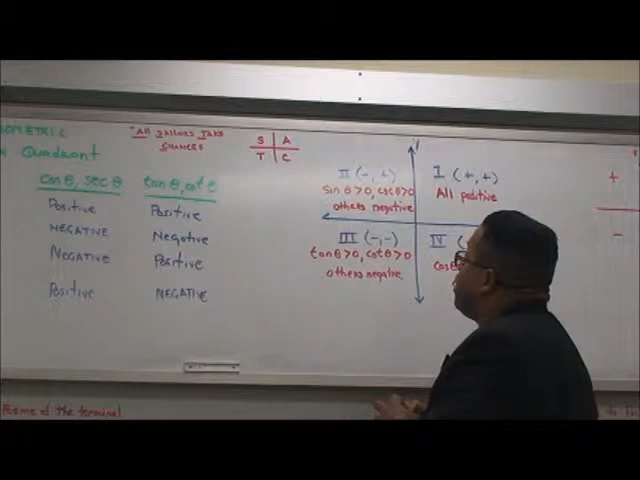 Quadrant
cos θ, sec θ
tan θ, cot θ
Positive
Positive
NEGATIVE
Negative
NEGATIVE
Positive
Positive
NEGATIVE
"All Sailors Take
Chances
S A
T C
y
II (-, +)
sin θ > 0, csc θ > 0
others negative
I (+, +)
All positive
III (-, -)
tan θ > 0, cot θ > 0
others negative
IV (
cos θ
+
-
of the terminal